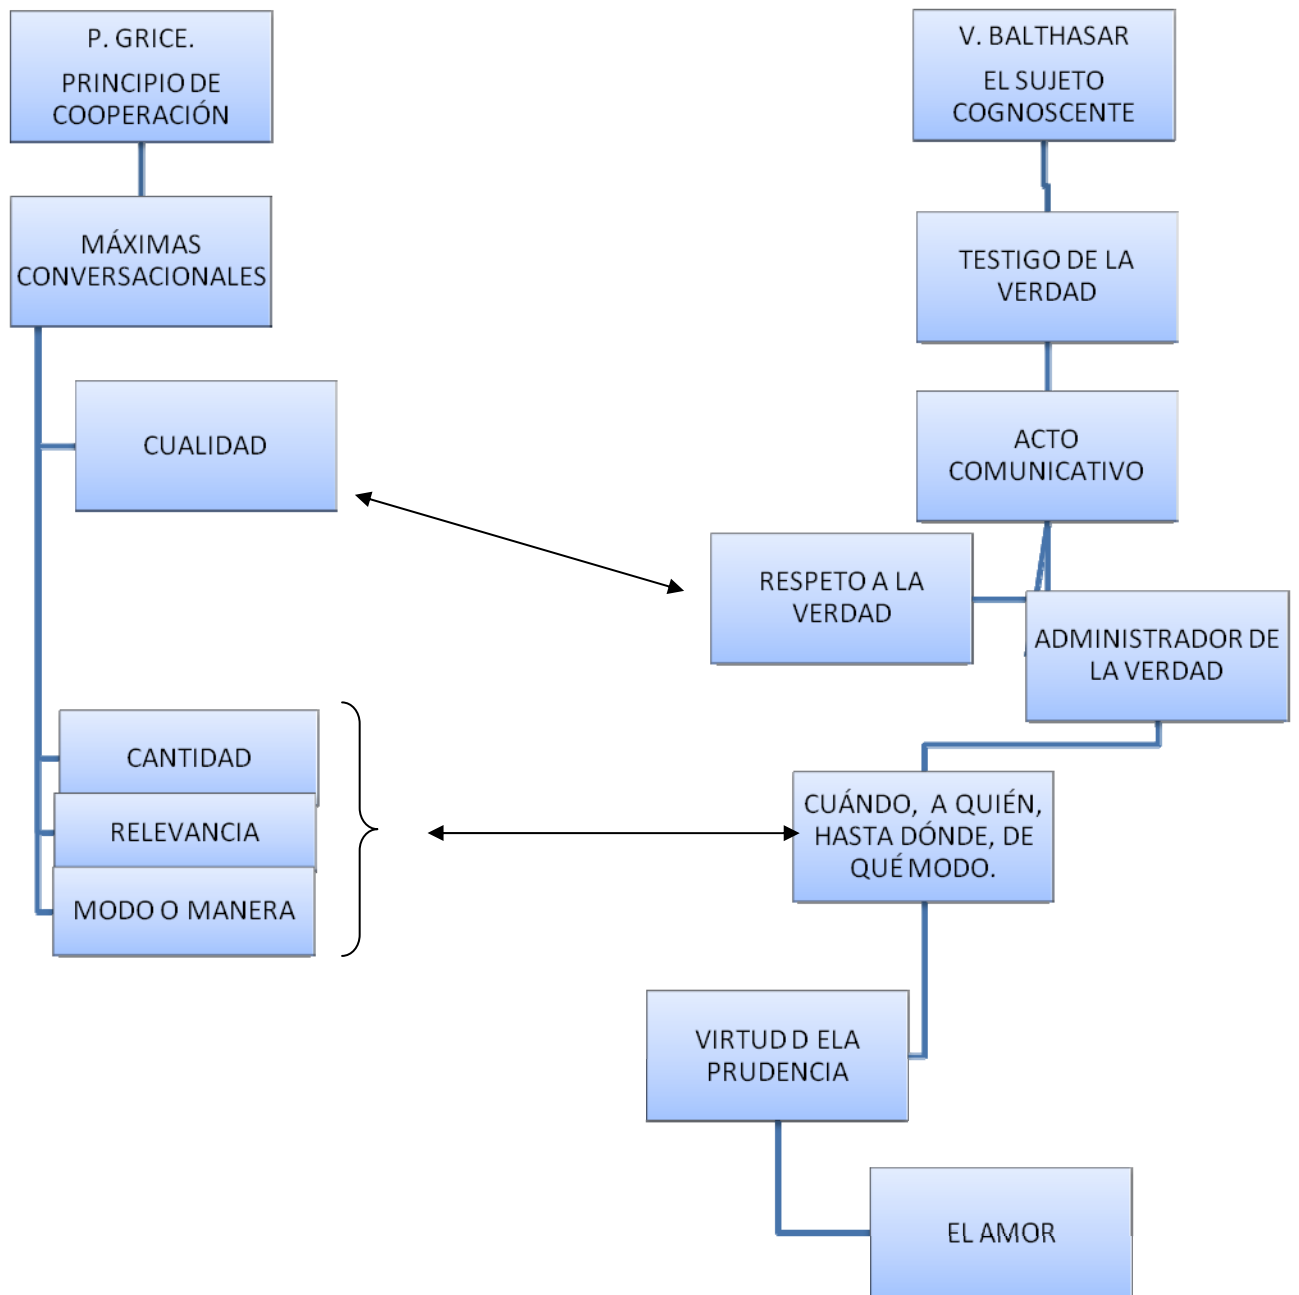 P. GRICE.
PRINCIPIO DE
COOPERACIÓN
MÁXIMAS
CONVERSACIONALES
CUALIDAD
CANTIDAD
RELEVANCIA
MODO O MANERA
V. BALTHASAR
EL SUJETO
COGNOSCENTE
TESTIGO DE LA
VERDAD
ACTO
COMUNICATIVO
RESPETO A LA
VERDAD
ADMINISTRADOR DE
LA VERDAD
CUÁNDO, A QUIÉN,
HASTA DÓNDE, DE
QUÉ MODO.
VIRTUD D ELA
PRUDENCIA
EL AMOR